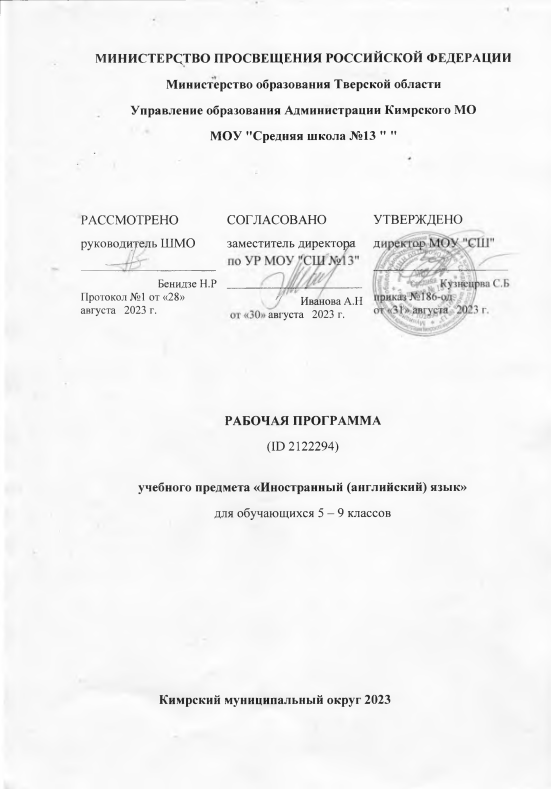 МИНИСТЕРСТВО ПРОСВЕЩЕНИЯ РОССИЙСКОЙ ФЕДЕРАЦИИ
Министерство образования Тверской области
Управление образования Администрации Кимрского МО
МОУ "Средняя школа №13 " "
РАССМОТРЕНО
руководитель ШМО
Бенидзе Н.Р
Протокол №1 от «28»
августа 2023 г.
СОГЛАСОВАНО
заместитель директора
по УР МОУ "СШ №13"
Иванова А.Н
от «30» августа 2023 г.
УТВЕРЖДЕНО
директор МОУ "СШ"
Кузнецова С.Б
приказ №186-од
от «31» августа 2023 г.
РАБОЧАЯ ПРОГРАММА
(ID 2122294)
учебного предмета «Иностранный (английский) язык»
для обучающихся 5 – 9 классов
Кимрский муниципальный округ 2023